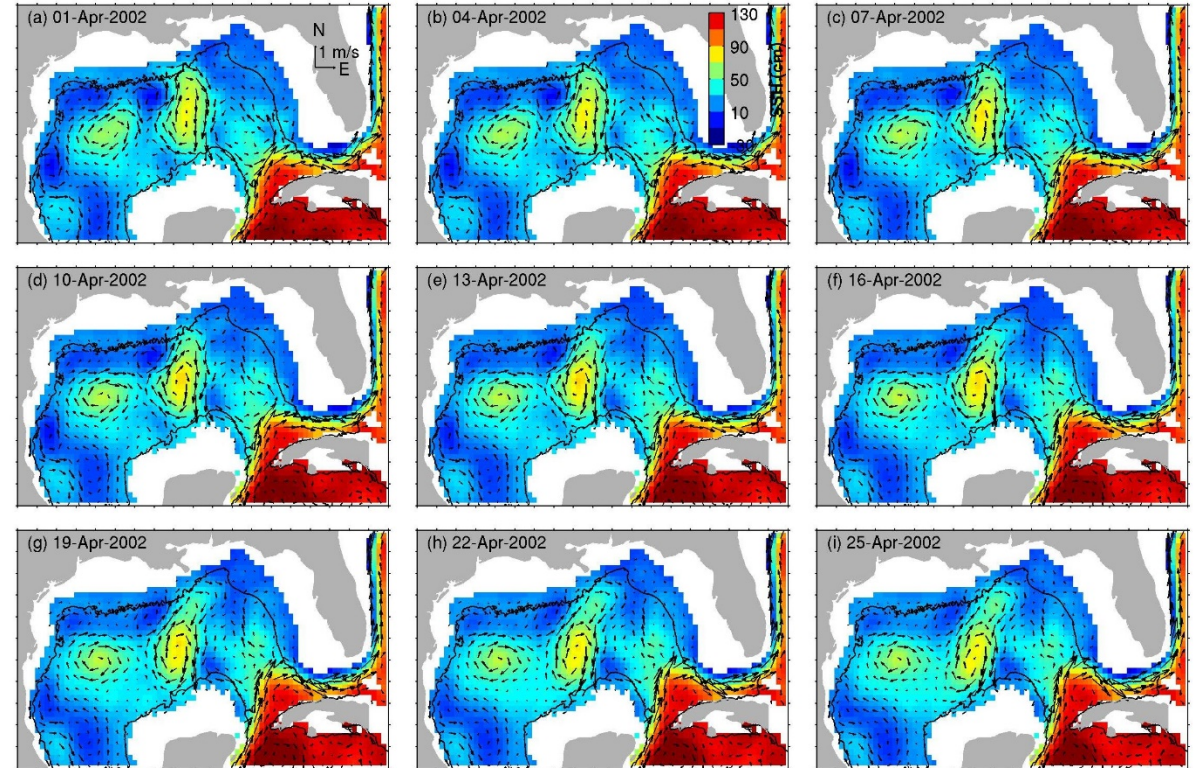 (a) 01-Apr-2002
N
1 m/s
E
(b) 04-Apr-2002
130
90
50
10
SSH (cm)
(c) 07-Apr-2002
(d) 10-Apr-2002
(e) 13-Apr-2002
(f) 16-Apr-2002
(g) 19-Apr-2002
(h) 22-Apr-2002
(i) 25-Apr-2002